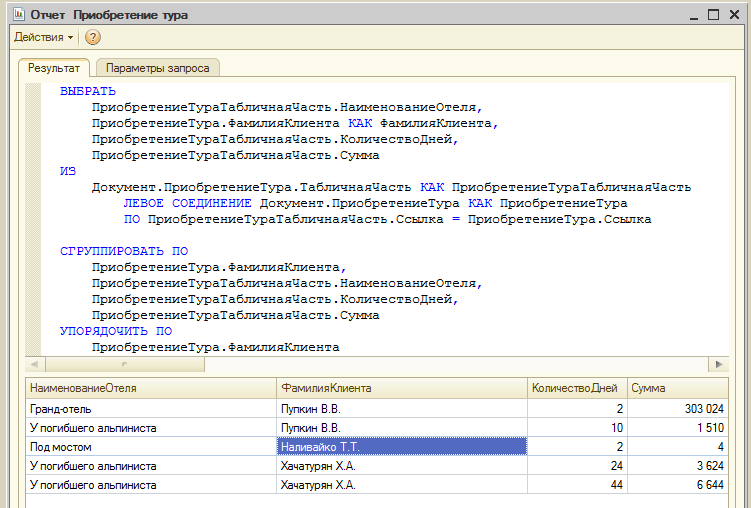 Отчет  Приобретение тура
Действия
?
Результат
Параметры запроса
ВЫБРАТЬ
ПриобретениеТураТабличнаяЧасть.НаименованиеОтеля,
ПриобретениеТура.ФамилияКлиента КАК ФамилияКлиента,
ПриобретениеТураТабличнаяЧасть.КоличествоДней,
ПриобретениеТураТабличнаяЧасть.Сумма
ИЗ
Документ.ПриобретениеТура.ТабличнаяЧасть КАК ПриобретениеТураТабличнаяЧасть
ЛЕВОЕ СОЕДИНЕНИЕ Документ.ПриобретениеТура КАК ПриобретениеТура
ПО ПриобретениеТураТабличнаяЧасть.Ссылка = ПриобретениеТура.Ссылка
СГРУППИРОВАТЬ ПО
ПриобретениеТура.ФамилияКлиента,
ПриобретениеТураТабличнаяЧасть.НаименованиеОтеля,
ПриобретениеТураТабличнаяЧасть.КоличествоДней,
ПриобретениеТураТабличнаяЧасть.Сумма
УПОРЯДОЧИТЬ ПО
ПриобретениеТура.ФамилияКлиента
НаименованиеОтеля ФамилияКлиента КоличествоДней Сумма
Гранд-отель Пупкин В.В. 2 303 024
У погибшего альпиниста Пупкин В.В. 10 1 510
Под мостом Наливайко Т.Т. 2 4
У погибшего альпиниста Хачатурян Х.А. 24 3 624
У погибшего альпиниста Хачатурян Х.А. 44 6 644